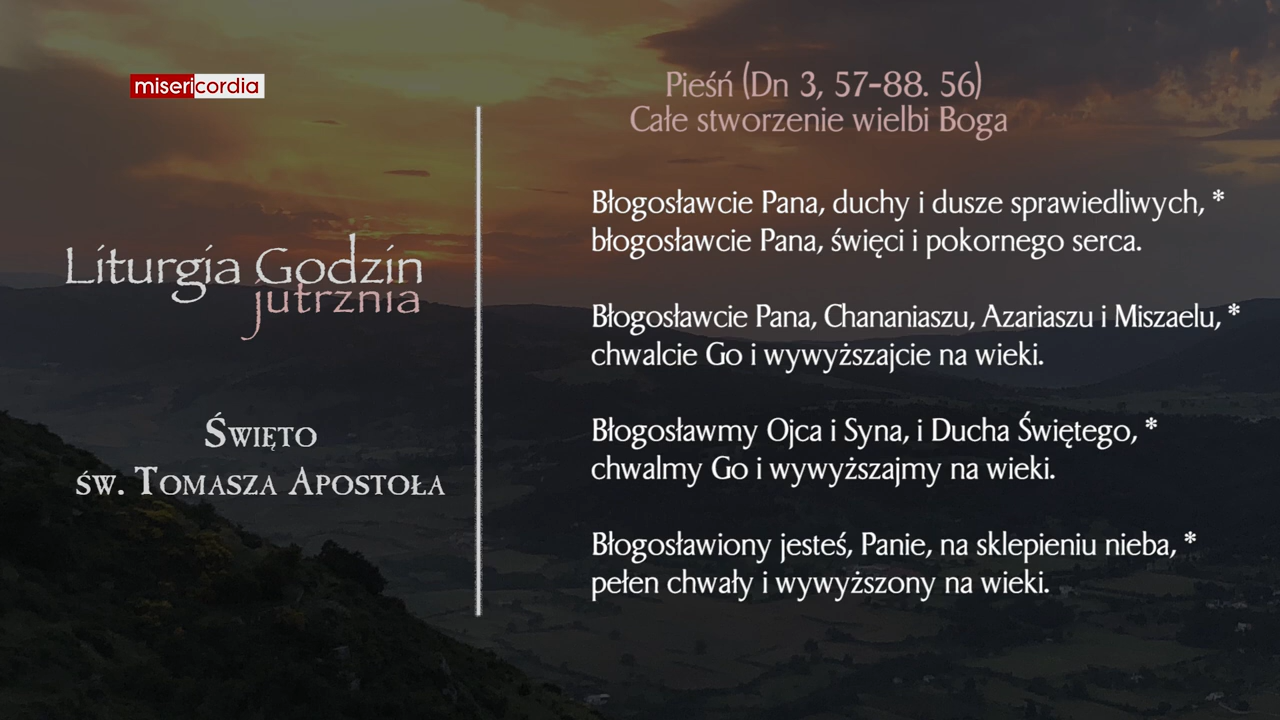 misericordia
Liturgia Godzin
jutrznia
Święto
św. Tomasza Apostoła
Pieśń (Dn 3, 57-88. 56)
Całe stworzenie wielbi Boga
Błogosławcie Pana, duchy i dusze sprawiedliwych, *
błogosławcie Pana, święci i pokornego serca.
Błogosławcie Pana, Chananiaszu, Azariaszu i Miszaelu, *
chwalcie Go i wywyższajcie na wieki.
Błogosławmy Ojca i Syna, i Ducha Świętego, *
chwalmy Go i wywyższajmy na wieki.
Błogosławiony jesteś, Panie, na sklepieniu nieba, *
pełen chwały i wywyższony na wieki.